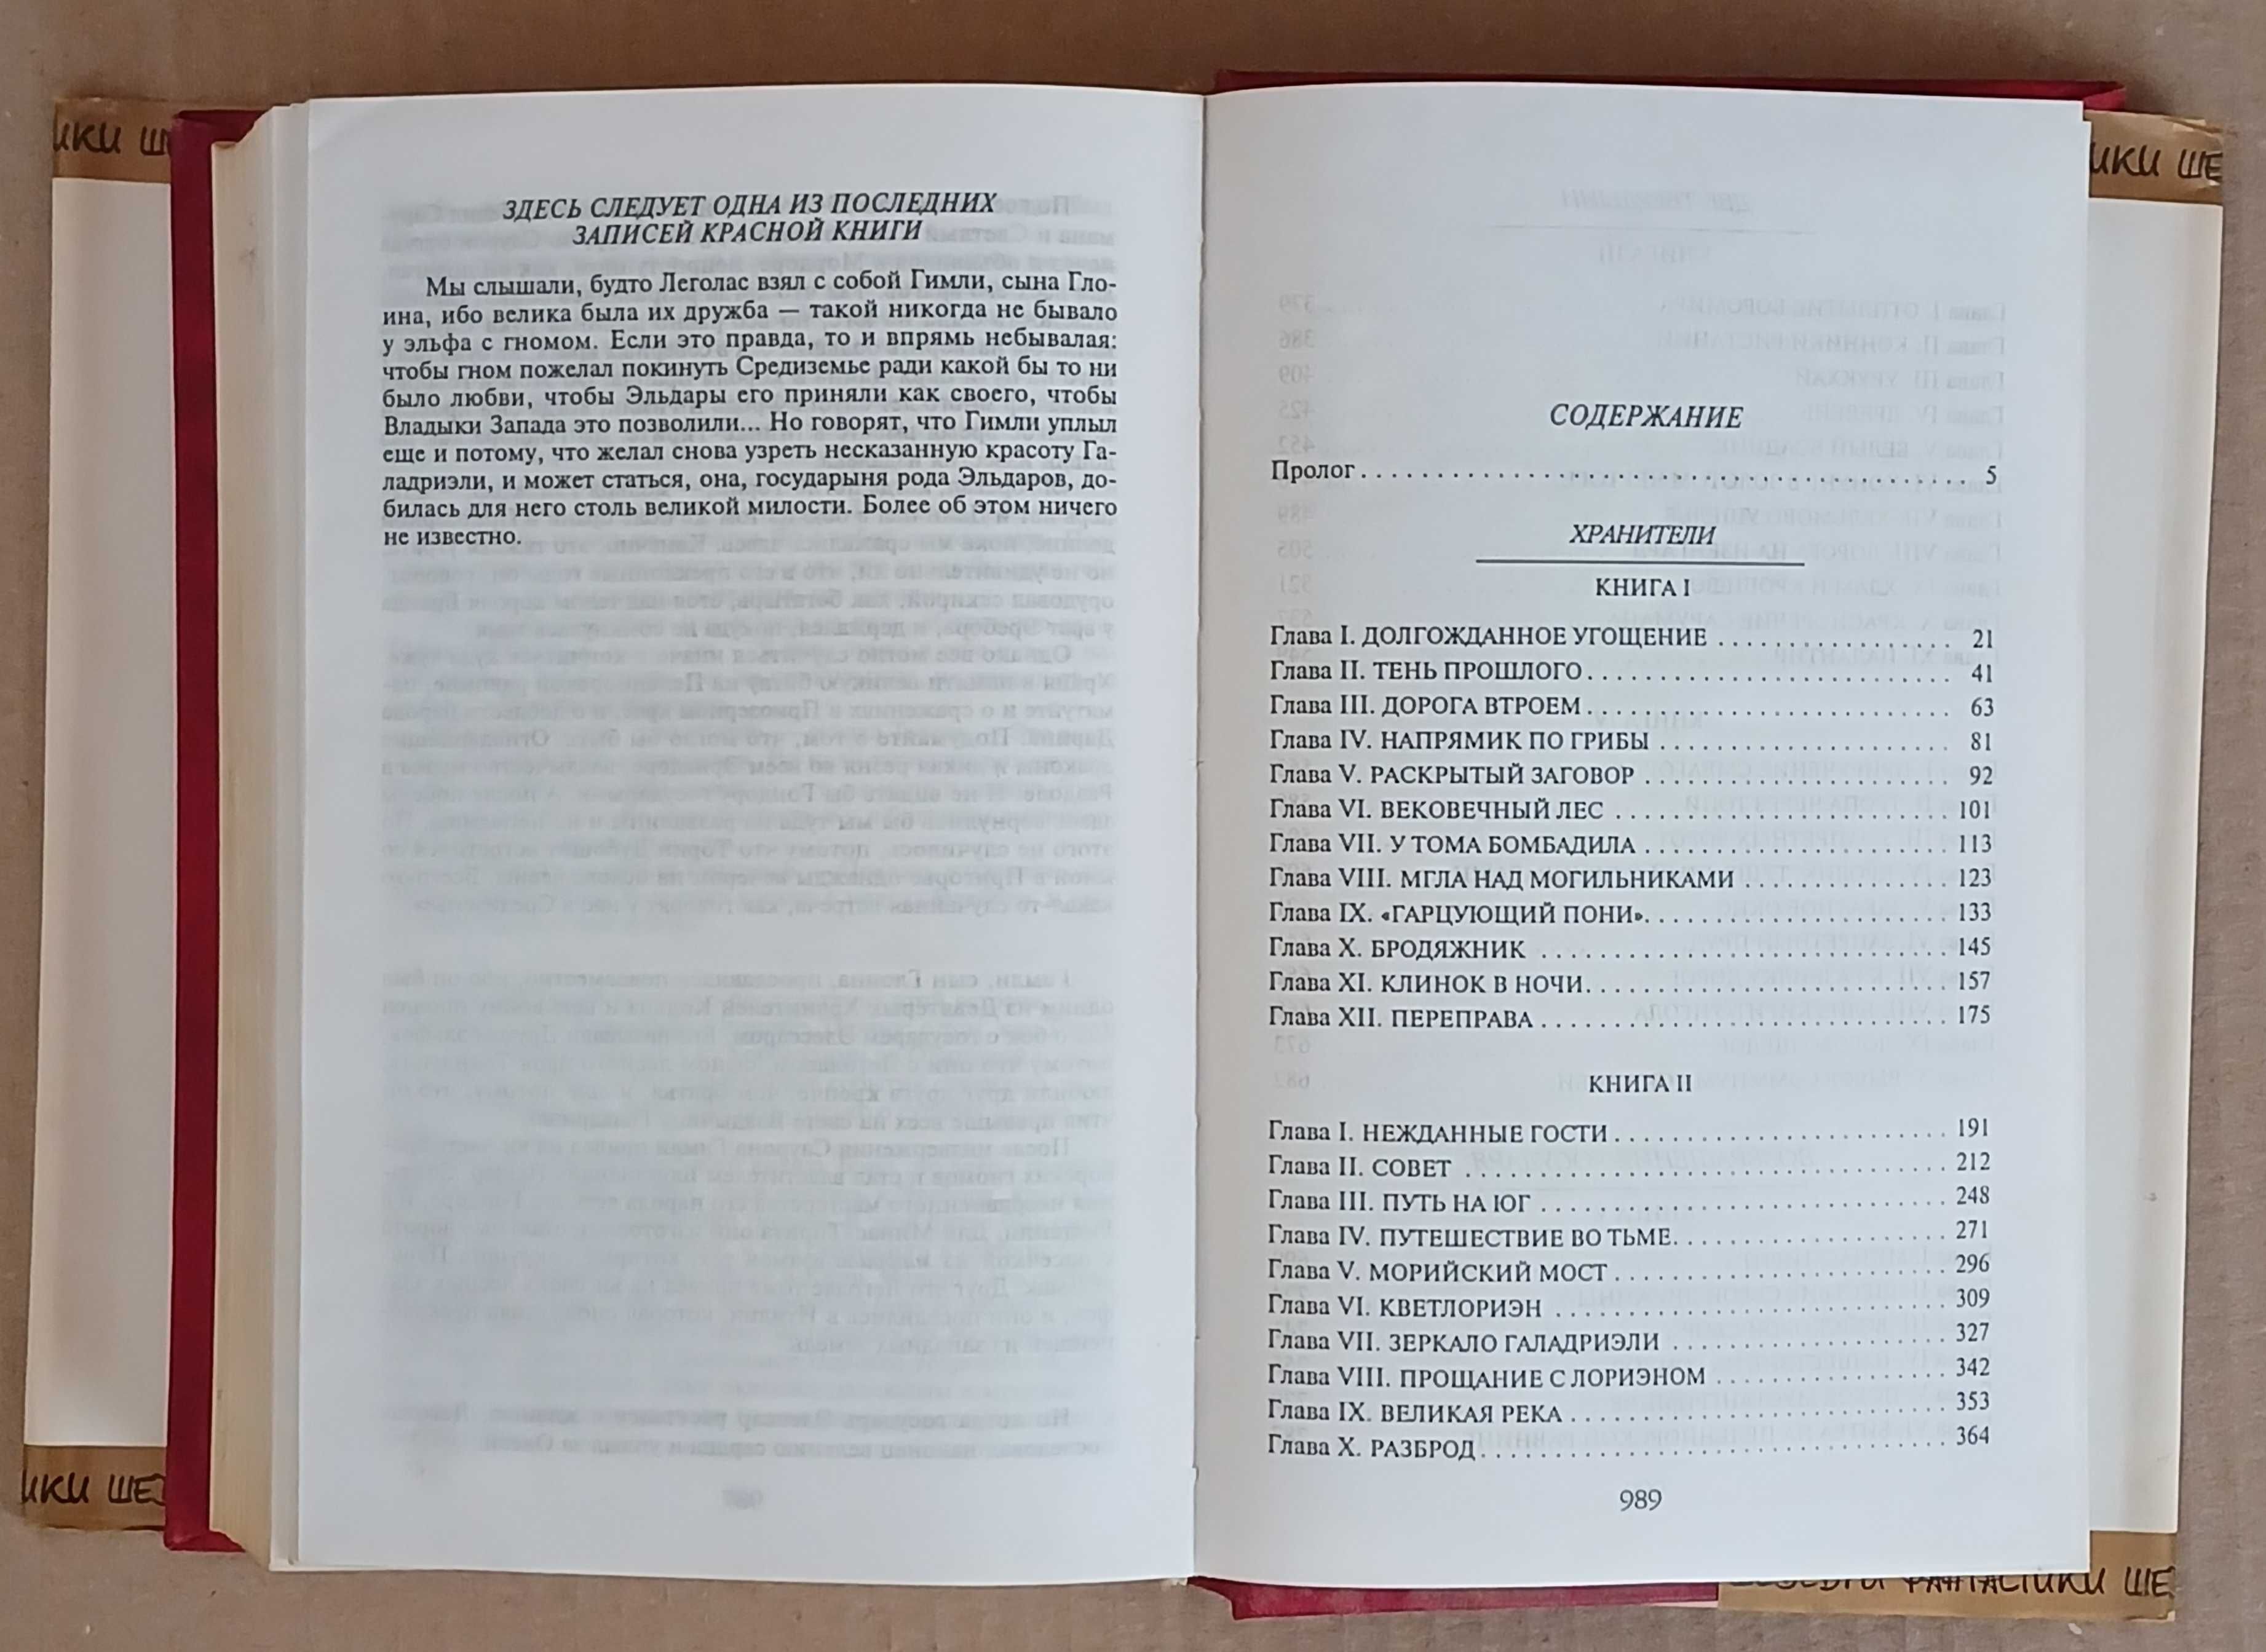 ИКИ
ИКИ ШЕ
ЗДЕСЬ СЛЕДУЕТ ОДНА ИЗ ПОСЛЕДНИХ
ЗАПИСЕЙ КРАСНОЙ КНИГИ
Мы слышали, будто Леголас взял с собой Гимли, сына Гло-
ина, ибо велика была их дружба — такой никогда не бывало
у эльфа с гномом. Если это правда, то и впрямь небывалая:
чтобы гном пожелал покинуть Средиземье ради какой бы то ни
было любви, чтобы Эльдары его приняли как своего, чтобы
Владыки Запада это позволили... Но говорят, что Гимли уплыл
еще и потому, что желал снова узреть несказанную красоту Га-
ладриэли, и может статься, она, государыня рода Эльдаров, до-
билась для него столь великой милости. Более об этом ничего
не известно.
СОДЕРЖАНИЕ
Пролог. . . . . . . . . . . . . . . . . . . . . . . . . . . . . . 5
ХРАНИТЕЛИ
КНИГА I
Глава I. ДОЛГОЖДАННОЕ УГОЩЕНИЕ . . . . . . . . . . . . . . . . 21
Глава II. ТЕНЬ ПРОШЛОГО. . . . . . . . . . . . . . . . . . . . . 41
Глава III. ДОРОГА ВТРОЕМ . . . . . . . . . . . . . . . . . . . . . 63
Глава IV. НАПРЯМИК ПО ГРИБЫ . . . . . . . . . . . . . . . . . . 81
Глава V. РАСКРЫТЫЙ ЗАГОВОР . . . . . . . . . . . . . . . . . . . 92
Глава VI. ВЕКОВЕЧНЫЙ ЛЕС . . . . . . . . . . . . . . . . . . . . 101
Глава VII. У ТОМА БОМБАДИЛА . . . . . . . . . . . . . . . . . . 113
Глава VIII. МГЛА НАД МОГИЛЬНИКАМИ . . . . . . . . . . . . . . 123
Глава IX. «ГАРЦУЮЩИЙ ПОНИ». . . . . . . . . . . . . . . . . . . 133
Глава X. БРОДЯЖНИК . . . . . . . . . . . . . . . . . . . . . . . 145
Глава XI. КЛИНОК В НОЧИ. . . . . . . . . . . . . . . . . . . . . 157
Глава XII. ПЕРЕПРАВА . . . . . . . . . . . . . . . . . . . . . . . 175
КНИГА II
Глава I. НЕЖДАННЫЕ ГОСТИ . . . . . . . . . . . . . . . . . . . . 191
Глава II. СОВЕТ . . . . . . . . . . . . . . . . . . . . . . . . . . 212
Глава III. ПУТЬ НА ЮГ . . . . . . . . . . . . . . . . . . . . . . . 248
Глава IV. ПУТЕШЕСТВИЕ ВО ТЬМЕ. . . . . . . . . . . . . . . . . 271
Глава V. МОРИЙСКИЙ МОСТ . . . . . . . . . . . . . . . . . . . . 296
Глава VI. КВЕТЛОРИЭН . . . . . . . . . . . . . . . . . . . . . . . 309
Глава VII. ЗЕРКАЛО ГАЛАДРИЭЛИ . . . . . . . . . . . . . . . . . 327
Глава VIII. ПРОЩАНИЕ С ЛОРИЭНОМ . . . . . . . . . . . . . . . 342
Глава IX. ВЕЛИКАЯ РЕКА . . . . . . . . . . . . . . . . . . . . . . 353
Глава X. РАЗБРОД . . . . . . . . . . . . . . . . . . . . . . . . . . 364
989
ИКИ ШЕ
ФАНТАСТИКИ ШЕ